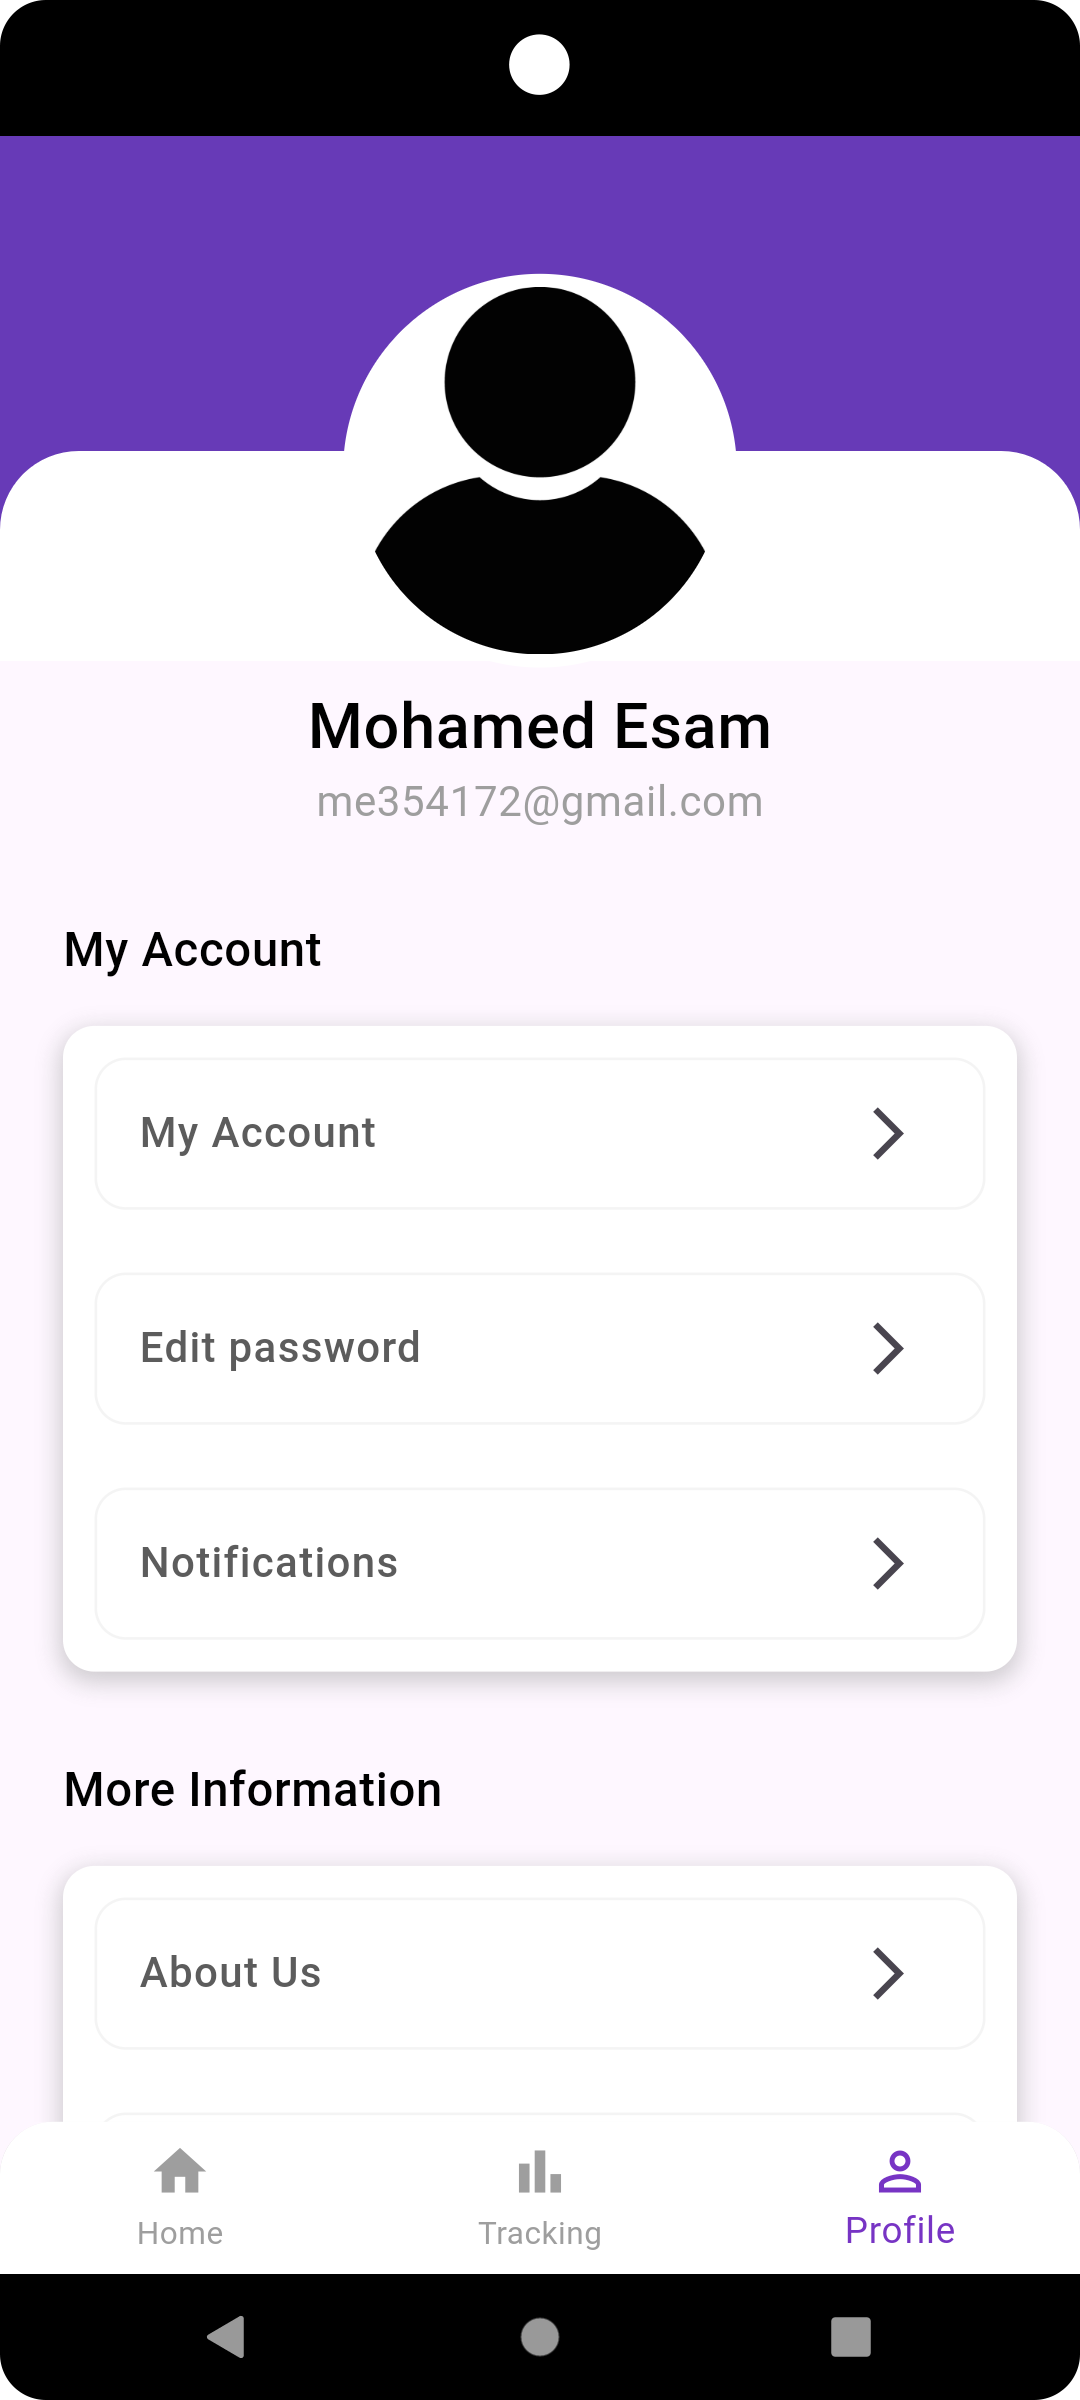 Mohamed Esam
me354172@gmail.com
My Account
My Account
Edit password
Notifications
More Information
About Us
Home
Tracking
Profile